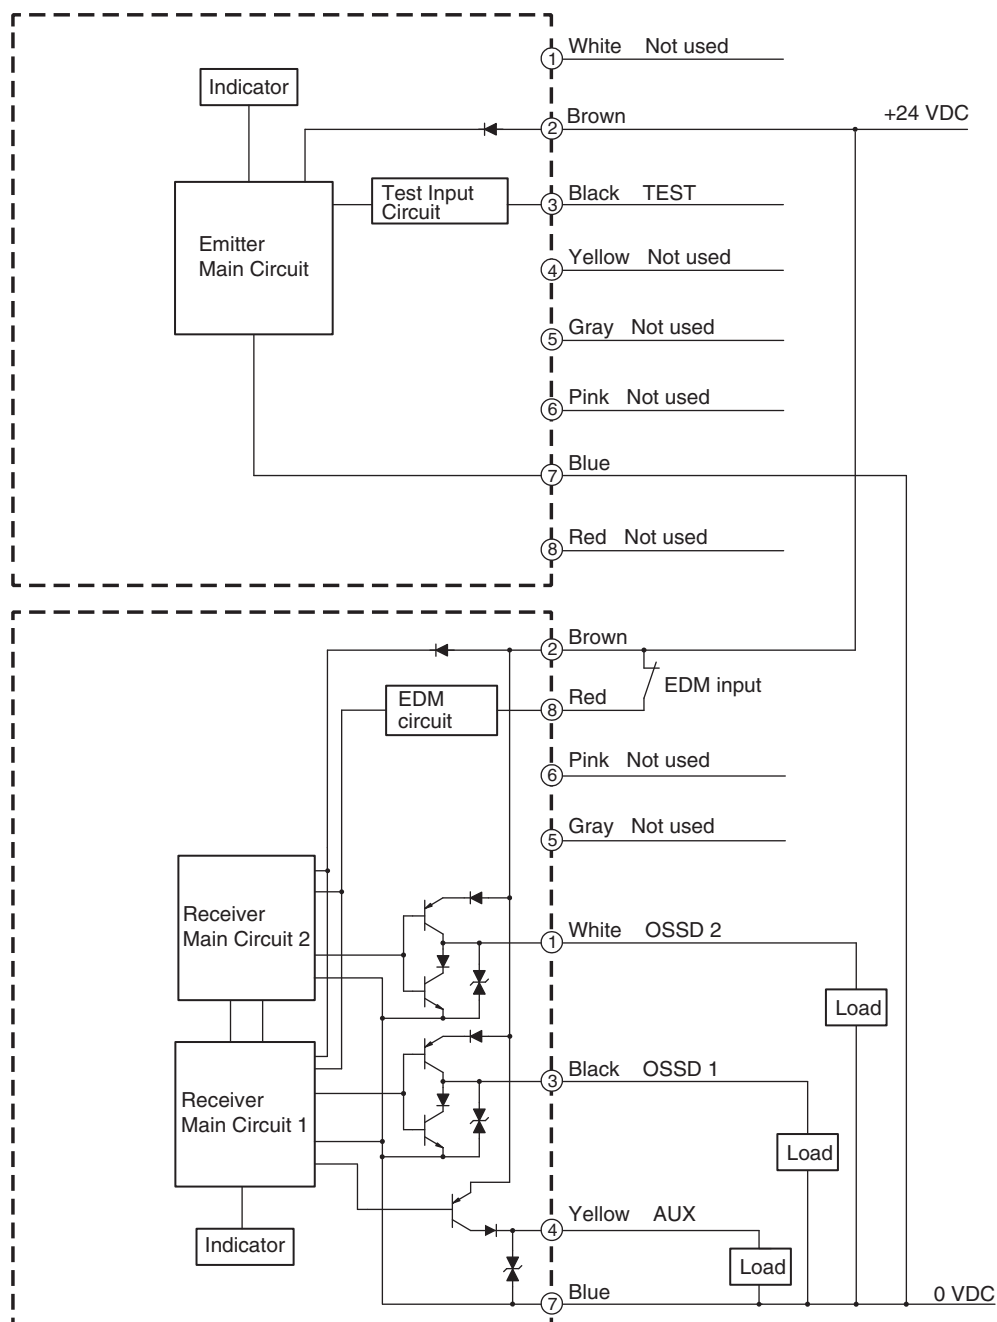 1 White Not used
Indicator
2 Brown +24 VDC
Test Input
Circuit
3 Black TEST
Emitter
Main Circuit
4 Yellow Not used
5 Gray Not used
6 Pink Not used
7 Blue
8 Red Not used
2 Brown
EDM input
EDM
circuit
8 Red
6 Pink Not used
5 Gray Not used
Receiver
Main Circuit 2
1 White OSSD 2
Load
3 Black OSSD 1
Receiver
Main Circuit 1
Load
4 Yellow AUX
Indicator
Load
7 Blue 0 VDC